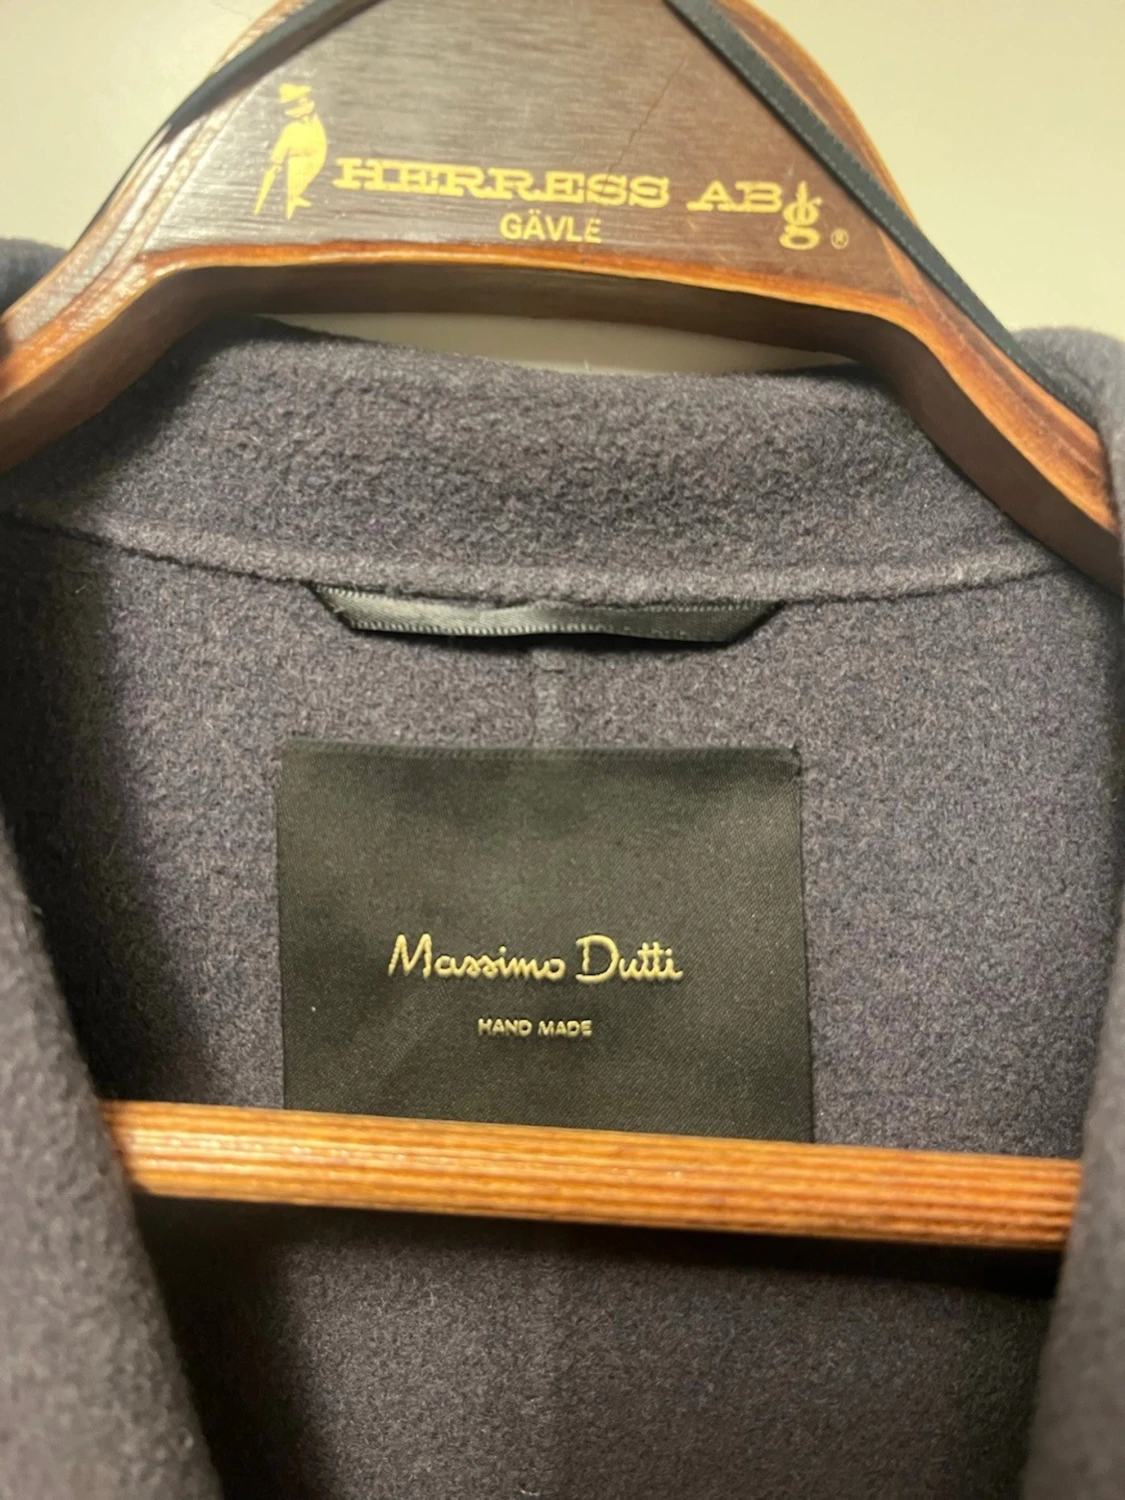 HERRESS AB
GÄVLE ®
Massimo Dutti
HAND MADE